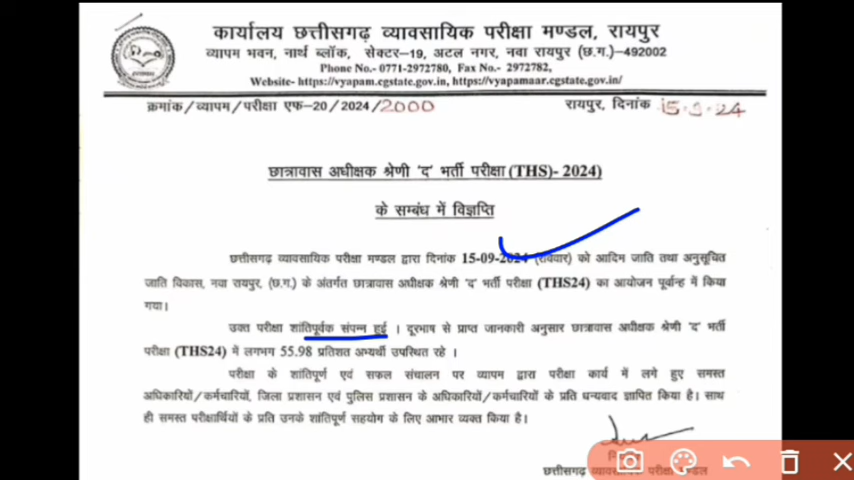 कार्यालय छत्तीसगढ़ व्यावसायिक परीक्षा मण्डल, रायपुर
व्यापम भवन, नार्थ ब्लॉक, सेक्टर-19, अटल नगर, नवा रायपुर (छ.ग.)-492002
Phone No.- 0771-2972780, Fax No.- 2972782,
Website- https://vyapam.cgstate.gov.in, https://vyapamaar.cgstate.gov.in/
क्रमांक/व्यापम/परीक्षा एफ-20/2024/2000 रायपुर, दिनांक 15.9.24
छात्रावास अधीक्षक श्रेणी 'द' भर्ती परीक्षा (THS)- 2024)
के सम्बंध में विज्ञप्ति
छत्तीसगढ़ व्यावसायिक परीक्षा मण्डल द्वारा दिनांक 15-09-2024 (रविवार) को आदिम जाति तथा अनुसूचित
जाति विकास, नवा रायपुर, (छ.ग.) के अंतर्गत छात्रावास अधीक्षक श्रेणी 'द' भर्ती परीक्षा (THS24) का आयोजन पूर्वान्ह में किया
गया।
उक्त परीक्षा शांतिपूर्वक संपन्न हुई । दूरभाष से प्राप्त जानकारी अनुसार छात्रावास अधीक्षक श्रेणी 'द' भर्ती
परीक्षा (THS24) में लगभग 55.98 प्रतिशत अभ्यर्थी उपस्थित रहे ।
परीक्षा के शांतिपूर्ण एवं सफल संचालन पर व्यापम द्वारा परीक्षा कार्य में लगे हुए समस्त
अधिकारियों/कर्मचारियों, जिला प्रशासन एवं पुलिस प्रशासन के अधिकारियों/कर्मचारियों के प्रति धन्यवाद ज्ञापित किया है। साथ
ही समस्त परीक्षार्थियों के प्रति उनके शांतिपूर्ण सहयोग के लिए आभार व्यक्त किया है।
छत्तीसगढ़ व्यावसायिक परीक्षा मण्डल